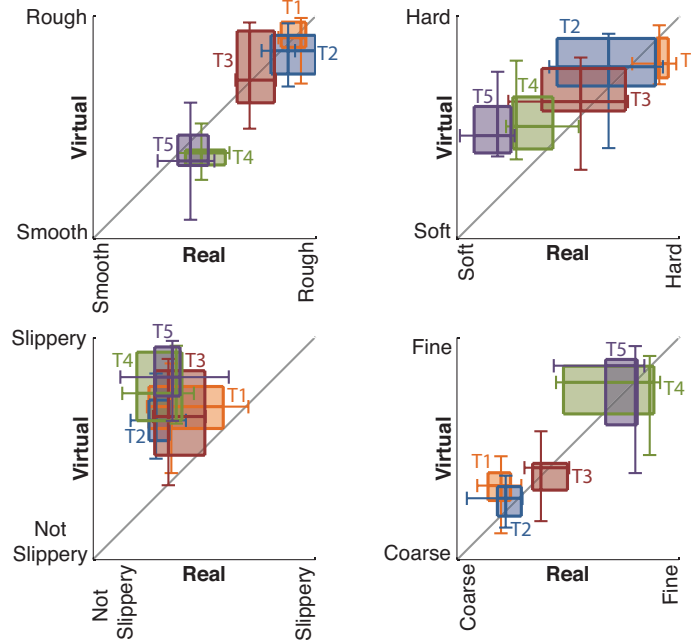 Rough
Virtual
Smooth
T1
T2
T3
T5
T4
Smooth
Real
Rough
Hard
Virtual
Soft
T2
T
T4
T5
T3
Soft
Real
Hard
Slippery
Virtual
Not
Slippery
T5
T4
T3
T1
T2
Not
Slippery
Real
Slippery
Fine
Virtual
Coarse
T5
T4
T1
T3
T2
Coarse
Real
Fine